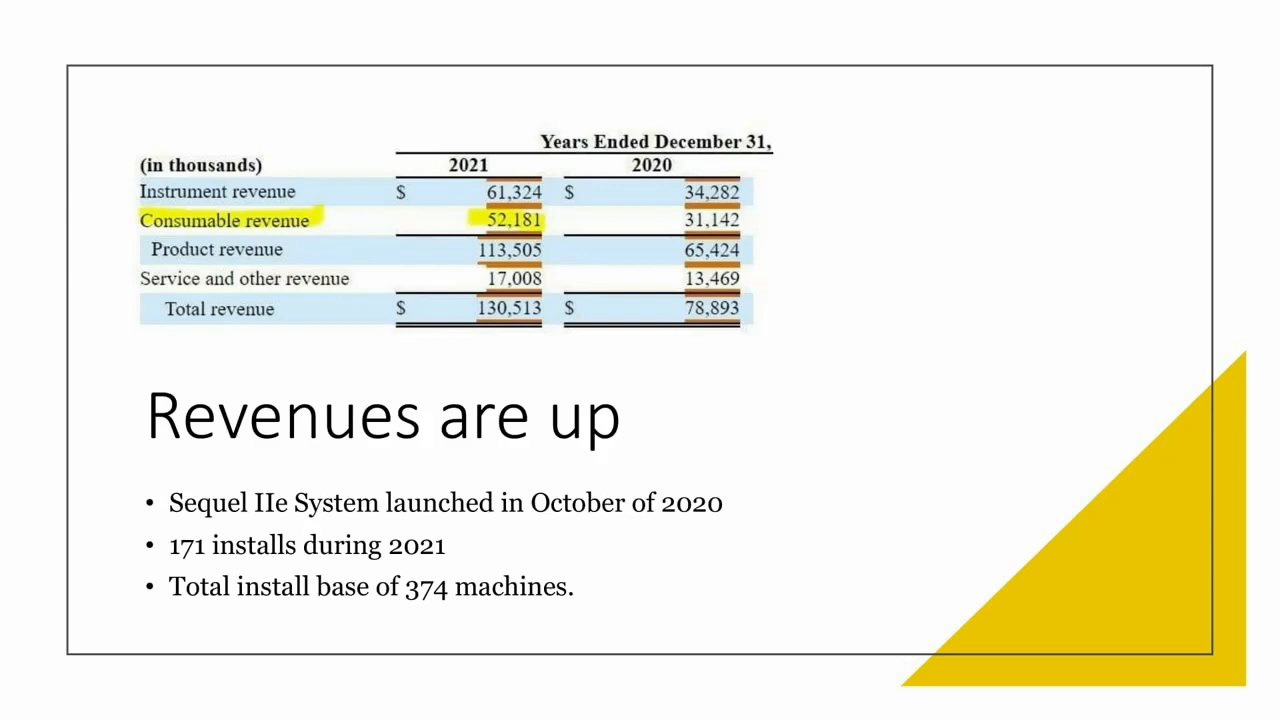 Years Ended December 31,
(in thousands) 2021 2020
Instrument revenue $ 61,324 $ 34,282
Consumable revenue 52,181 31,142
Product revenue 113,505 65,424
Service and other revenue 17,008 13,469
Total revenue $ 130,513 $ 78,893
Revenues are up
• Sequel IIe System launched in October of 2020
• 171 installs during 2021
• Total install base of 374 machines.